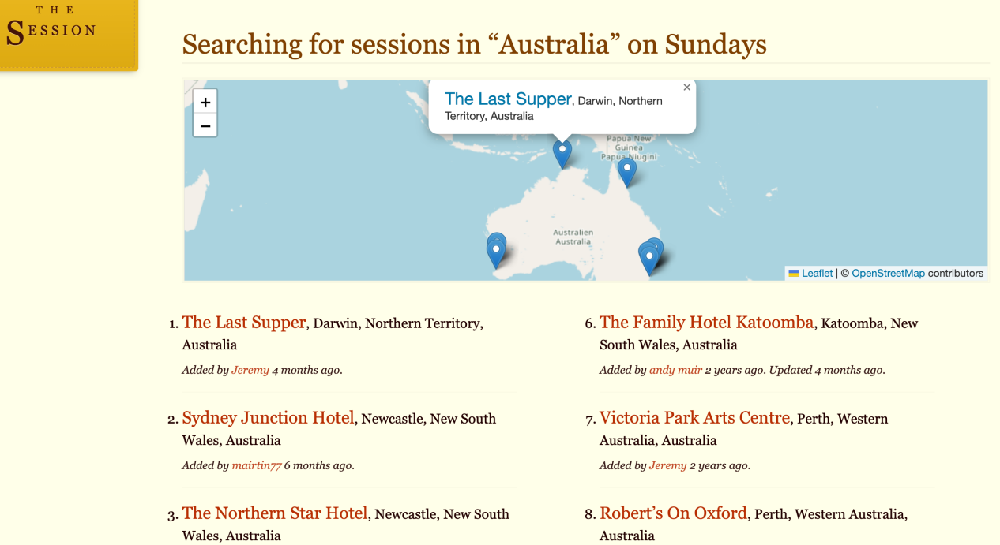 THE
SESSION
Searching for sessions in “Australia” on Sundays
+
−
The Last Supper, Darwin, Northern
Territory, Australia
×
Papua New
Guinea
Papua Niugini
Australien
Australia
Leaflet | © OpenStreetMap contributors
1. The Last Supper, Darwin, Northern Territory,
Australia
Added by Jeremy 4 months ago.
2. Sydney Junction Hotel, Newcastle, New South
Wales, Australia
Added by mairtin77 6 months ago.
3. The Northern Star Hotel, Newcastle, New South
Wales, Australia
6. The Family Hotel Katoomba, Katoomba, New
South Wales, Australia
Added by andy muir 2 years ago. Updated 4 months ago.
7. Victoria Park Arts Centre, Perth, Western
Australia, Australia
Added by Jeremy 2 years ago.
8. Robert’s On Oxford, Perth, Western Australia,
Australia